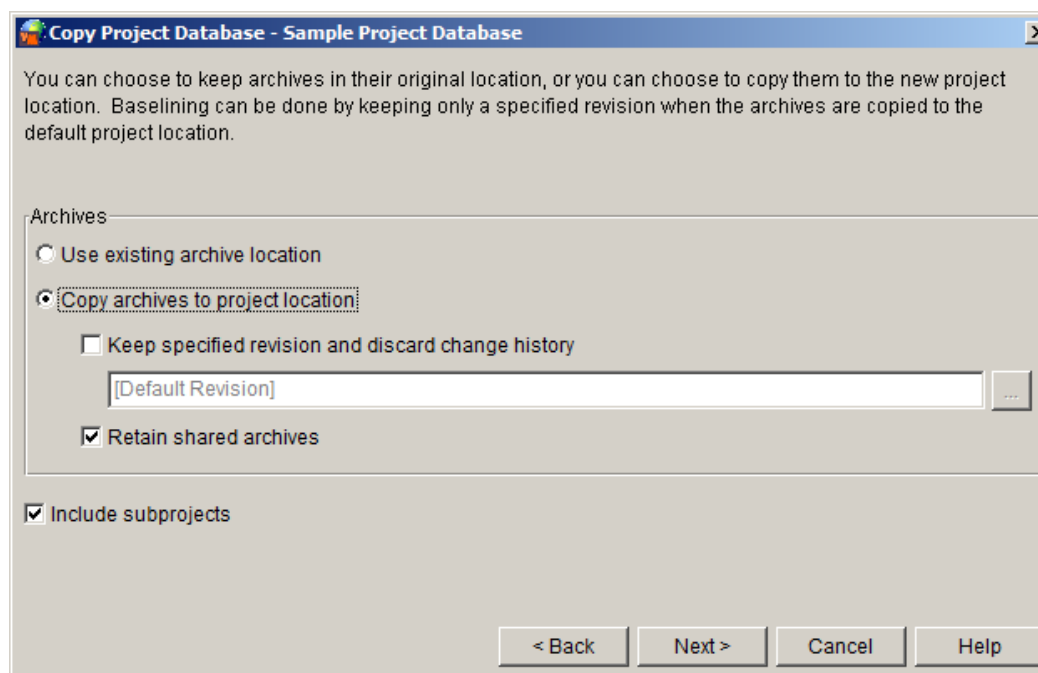 Copy Project Database - Sample Project Database
You can choose to keep archives in their original location, or you can choose to copy them to the new project
location.  Baselining can be done by keeping only a specified revision when the archives are copied to the
default project location.
Archives
Use existing archive location
Copy archives to project location
Keep specified revision and discard change history
[Default Revision]
...
Retain shared archives
Include subprojects
< Back
Next >
Cancel
Help